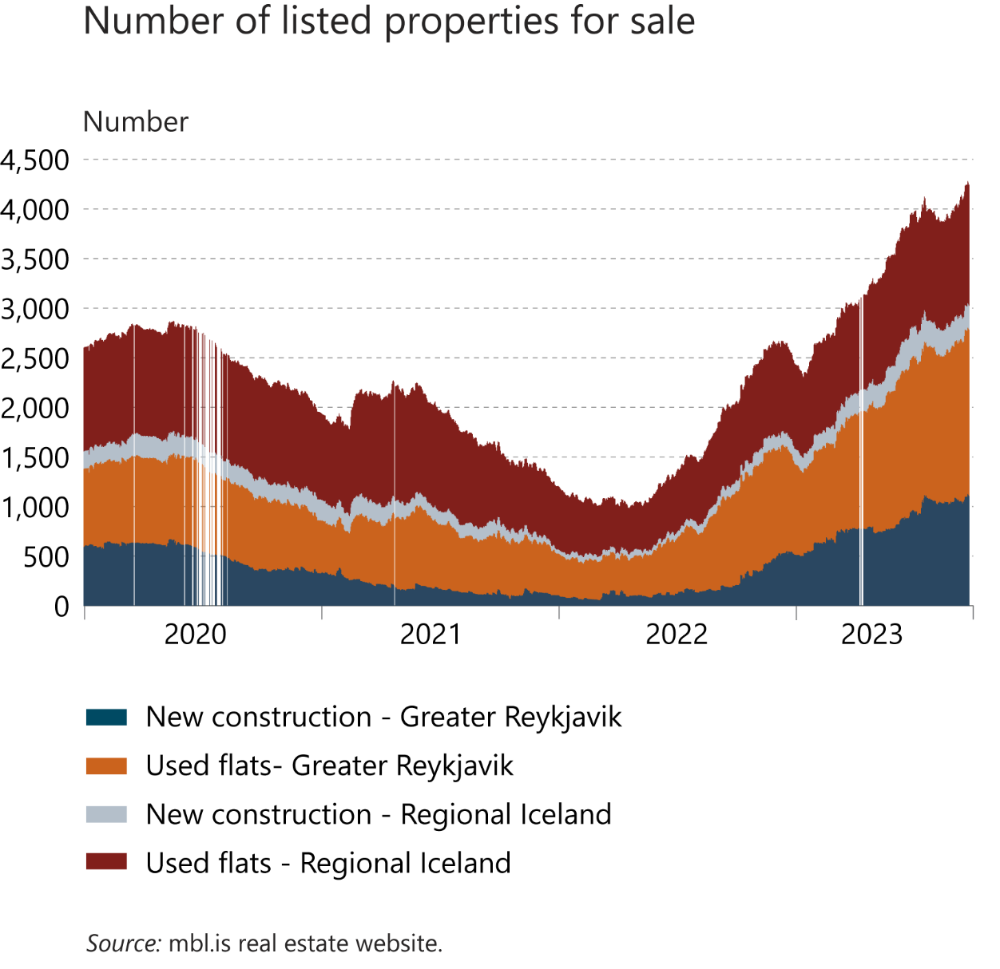 Number of listed properties for sale
Number
4,500
4,000
3,500
3,000
2,500
2,000
1,500
1,000
500
0
2020 2021 2022 2023
New construction - Greater Reykjavik
Used flats- Greater Reykjavik
New construction - Regional Iceland
Used flats - Regional Iceland
Source: mbl.is real estate website.